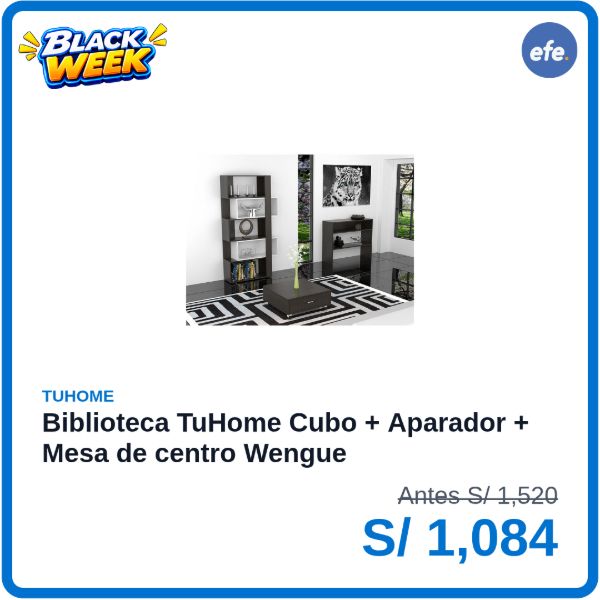 BLACK
WEEK
efe.
TUHOME
Biblioteca TuHome Cubo + Aparador +
Mesa de centro Wengue
Antes S/ 1,520
S/ 1,084